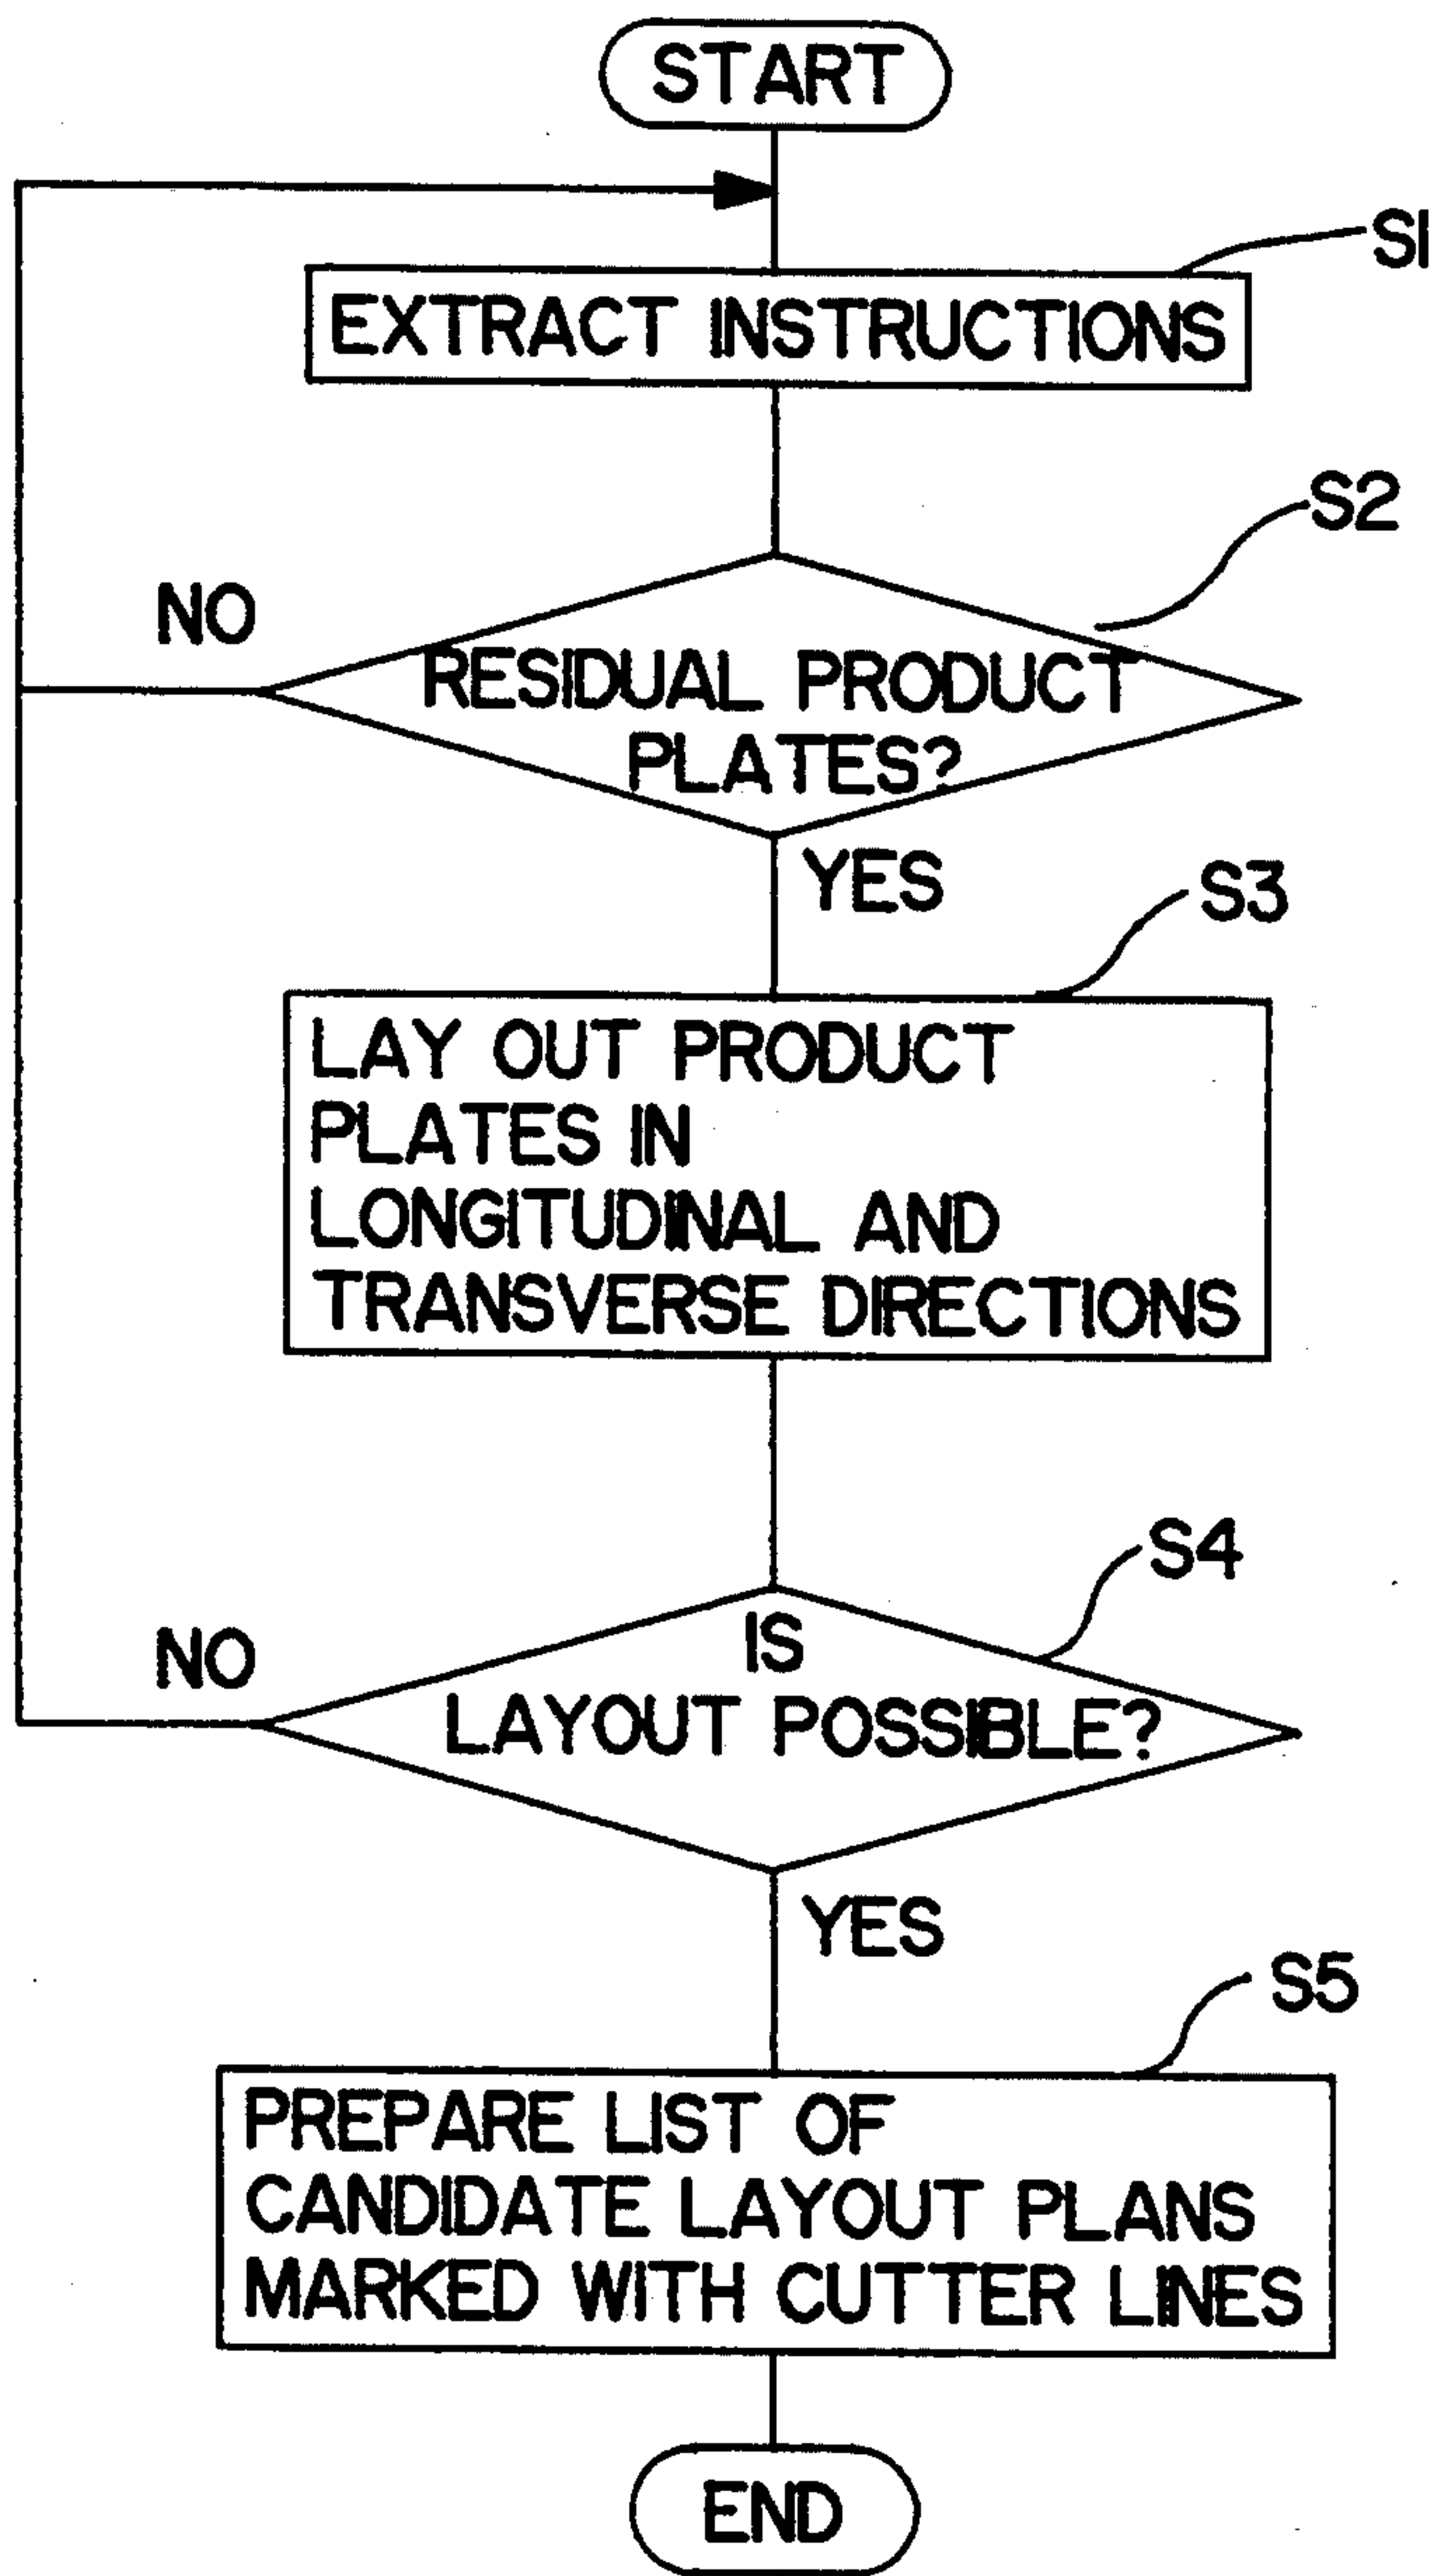 START
S1
EXTRACT INSTRUCTIONS
S2
NO
RESIDUAL PRODUCT
PLATES?
YES
S3
LAY OUT PRODUCT
PLATES IN
LONGITUDINAL AND
TRANSVERSE DIRECTIONS
S4
NO
IS
LAYOUT POSSIBLE?
YES
S5
PREPARE LIST OF
CANDIDATE LAYOUT PLANS
MARKED WITH CUTTER LINES
END